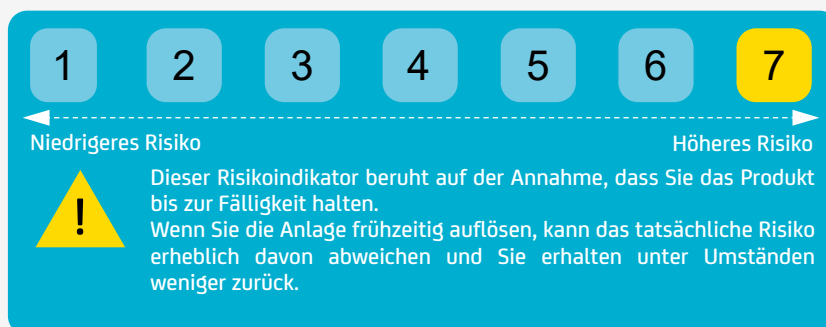 1 2 3 4 5 6 7
Niedrigeres Risiko Höheres Risiko
Dieser Risikoindikator beruht auf der Annahme, dass Sie das Produkt
bis zur Fälligkeit halten.
Wenn Sie die Anlage frühzeitig auflösen, kann das tatsächliche Risiko
erheblich davon abweichen und Sie erhalten unter Umständen
weniger zurück.
!